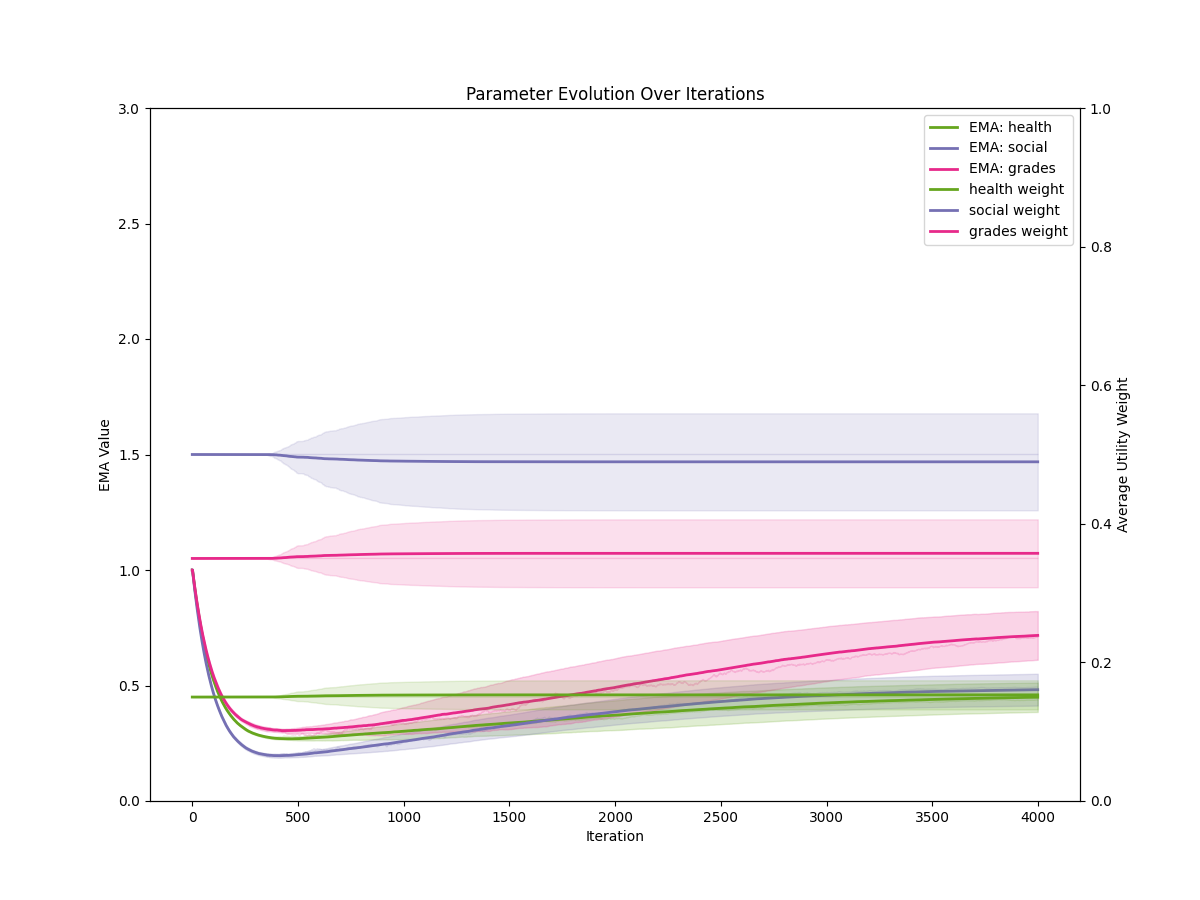 Parameter Evolution Over Iterations
EMA: health
EMA: social
EMA: grades
health weight
social weight
grades weight
EMA Value
3.0
2.5
2.0
1.5
1.0
0.5
0.0
Average Utility Weight
1.0
0.8
0.6
0.4
0.2
0.0
0 500 1000 1500 2000 2500 3000 3500 4000
Iteration